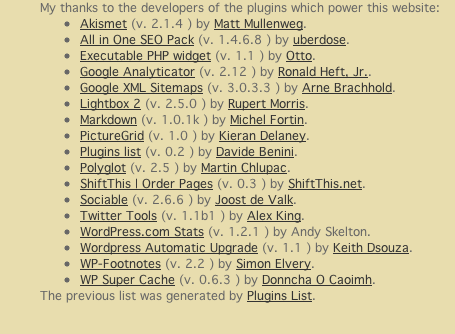 My thanks to the developers of the plugins which power this website:
Akismet (v. 2.1.4 ) by Matt Mullenweg.
All in One SEO Pack (v. 1.4.6.8 ) by uberdose.
Executable PHP widget (v. 1.1 ) by Otto.
Google Analyticator (v. 2.12 ) by Ronald Heft, Jr..
Google XML Sitemaps (v. 3.0.3.3 ) by Arne Brachhold.
Lightbox 2 (v. 2.5.0 ) by Rupert Morris.
Markdown (v. 1.0.1k ) by Michel Fortin.
PictureGrid (v. 1.0 ) by Kieran Delaney.
Plugins list (v. 0.2 ) by Davide Benini.
Polyglot (v. 2.5 ) by Martin Chlupac.
ShiftThis | Order Pages (v. 0.3 ) by ShiftThis.net.
Sociable (v. 2.6.6 ) by Joost de Valk.
Twitter Tools (v. 1.1b1 ) by Alex King.
WordPress.com Stats (v. 1.2.1 ) by Andy Skelton.
Wordpress Automatic Upgrade (v. 1.1 ) by Keith Dsouza.
WP-Footnotes (v. 2.2 ) by Simon Elvery.
WP Super Cache (v. 0.6.3 ) by Donncha O Caoimh.
The previous list was generated by Plugins List.